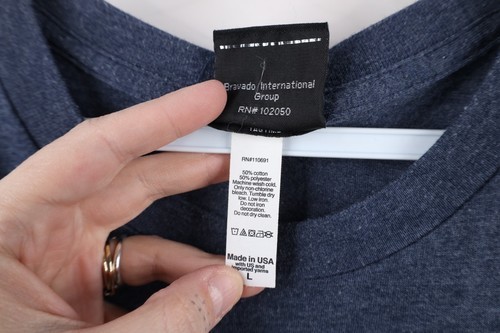 Bravado International
Group
RN# 102050
RN#110691
50% cotton
50% polyester
Machine wash cold.
Only non-chlorine
bleach. Tumble dry
low. Low iron.
Do not iron
decoration.
Do not dry clean.
Made in USA
with US and
imported yarns
L